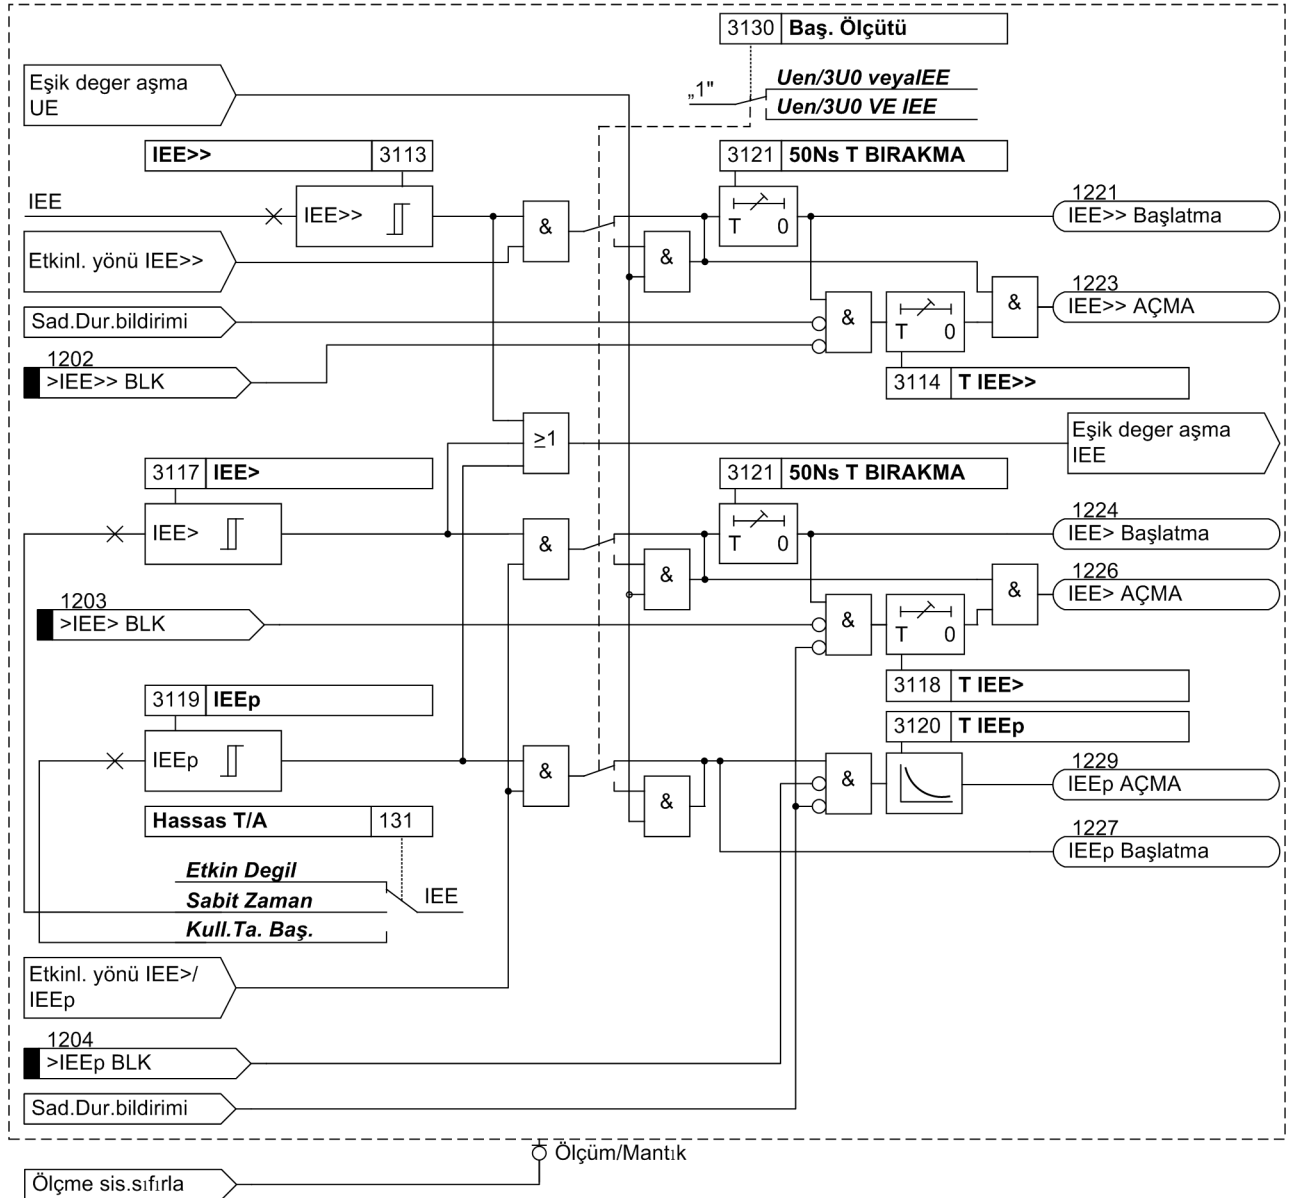 3130 Baş. Ölçütü
Eşik deger aşma
UE
„1"
Uen/3U0 veyaIEE
Uen/3U0 VE IEE
IEE>> 3113
3121 50Ns T BIRAKMA
IEE
IEE>>
&
T 0
1221
IEE>> Başlatma
Etkinl. yönü IEE>>
&
Sad.Dur.bildirimi
&
T 0
&
1223
IEE>> AÇMA
1202
>IEE>> BLK
3114 T IEE>>
≥1
Eşik deger aşma
IEE
3117 IEE>
3121 50Ns T BIRAKMA
IEE>
&
T 0
1224
IEE> Başlatma
&
1203
>IEE> BLK
&
T 0
&
1226
IEE> AÇMA
3118 T IEE>
3119 IEEp
3120 T IEEp
IEEp
&
&
&
1229
IEEp AÇMA
Hassas T/A 131
1227
IEEp Başlatma
Etkin Degil
Sabit Zaman
IEE
Kull.Ta. Baş.
Etkinl. yönü IEE>/
IEEp
1204
>IEEp BLK
Sad.Dur.bildirimi
Ölçüm/Mantık
Ölçme sis.sıfırla